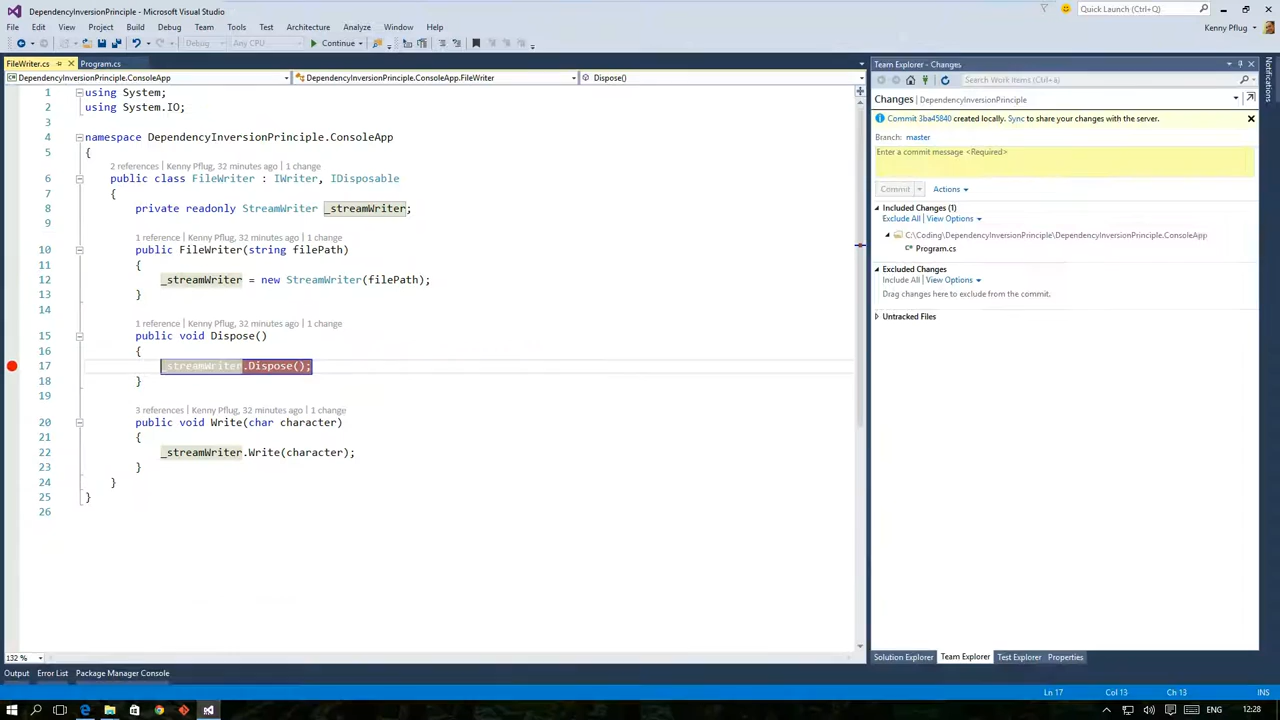 DependencyInversionPrinciple - Microsoft Visual Studio
Quick Launch (Ctrl+Q)
File Edit View Project Build Debug Team Tools Test Architecture Analyze Window Help
Kenny Pflug
Debug Any CPU Continue
FileWriter.cs Program.cs
DependencyInversionPrinciple.ConsoleApp DependencyInversionPrinciple.ConsoleApp.FileWriter Dispose()
1 using System;
2 using System.IO;
3
4 namespace DependencyInversionPrinciple.ConsoleApp
5 {
2 references | Kenny Pflug, 32 minutes ago | 1 change
6 public class FileWriter : IWriter, IDisposable
7 {
8 private readonly StreamWriter _streamWriter;
9
1 reference | Kenny Pflug, 32 minutes ago | 1 change
10 public FileWriter(string filePath)
11 {
12 _streamWriter = new StreamWriter(filePath);
13 }
14
1 reference | Kenny Pflug, 32 minutes ago | 1 change
15 public void Dispose()
16 {
17 _streamWriter.Dispose();
18 }
19
3 references | Kenny Pflug, 32 minutes ago | 1 change
20 public void Write(char character)
21 {
22 _streamWriter.Write(character);
23 }
24 }
25 }
26
132 %
Team Explorer - Changes
Search Work Items (Ctrl+ä)
Changes | DependencyInversionPrinciple
Commit 3ba45840 created locally. Sync to share your changes with the server.
Branch: master
Enter a commit message <Required>
Commit Actions
Included Changes (1)
Exclude All | View Options
C:\Coding\DependencyInversionPrinciple\DependencyInversionPrinciple.ConsoleApp
C# Program.cs
Excluded Changes
Include All | View Options
Drag changes here to exclude from the commit.
Untracked Files
Solution Explorer Team Explorer Test Explorer Properties
Notifications
Output Error List Package Manager Console
Ln 17 Col 13 Ch 13 INS
ENG 12:28